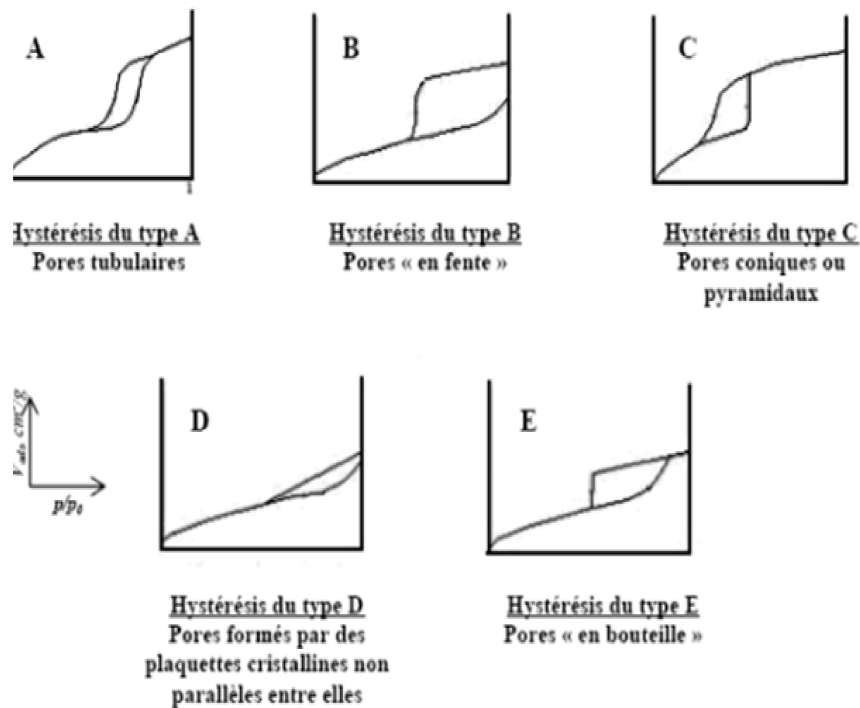 A
B
C
1
Hystérésis du type A
Pores tubulaires
Hystérésis du type B
Pores « en fente »
Hystérésis du type C
Pores coniques ou
pyramidaux
D
E
p/p0
Hystérésis du type D
Pores formés par des
plaquettes cristallines non
parallèles entre elles
Hystérésis du type E
Pores « en bouteille »